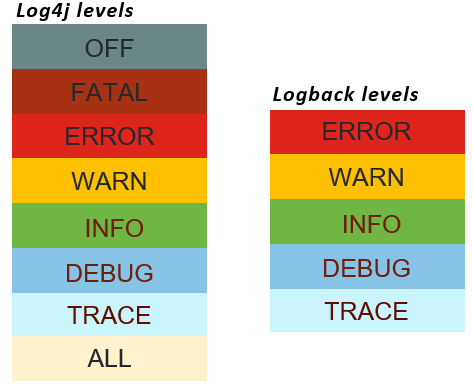 Log4j levels
OFF
FATAL
ERROR
WARN
INFO
DEBUG
TRACE
ALL
Logback levels
ERROR
WARN
INFO
DEBUG
TRACE